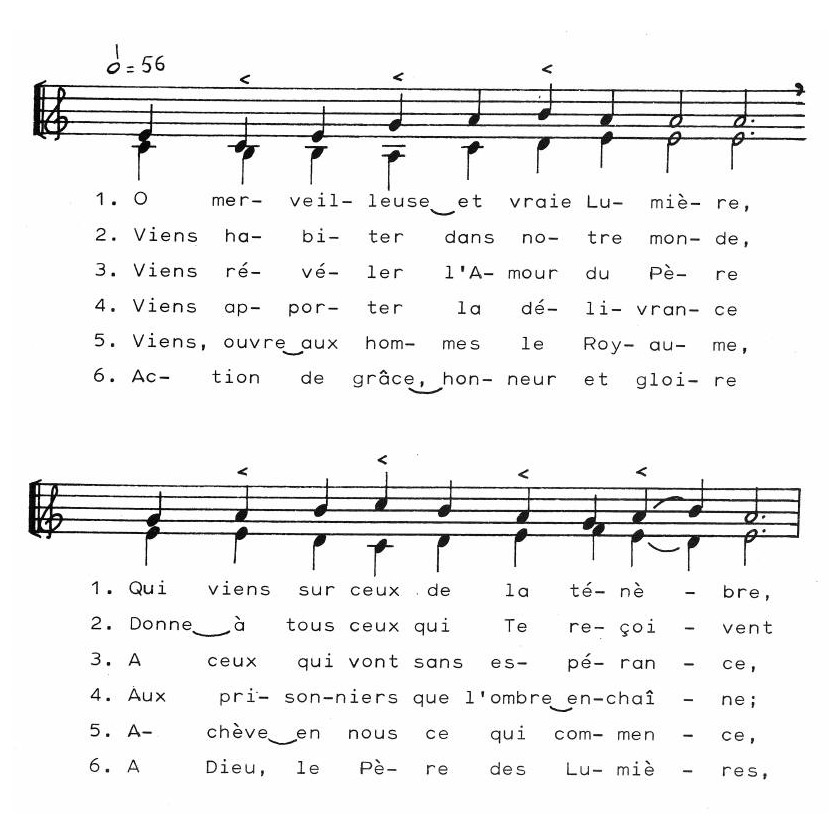 = 56
1. O mer- veil- leuse et vraie Lu- miè- re,
2. Viens ha- bi- ter dans no- tre mon- de,
3. Viens ré- vé- ler l'A- mour du Pè- re
4. Viens ap- por- ter la dé- li- vran- ce
5. Viens, ouvre aux hom- mes le Roy- au- me,
6. Ac- tion de grâce, hon- neur et gloi- re
1. Qui viens sur ceux de la té- nè - bre,
2. Donne à tous ceux qui Te re- çoi - vent
3. A ceux qui vont sans es- pé- ran - ce,
4. Aux pri- son-niers que l'ombre en-chaî - ne;
5. A- chève en nous ce qui com- men - ce,
6. A Dieu, le Pè- re des Lu- miè - res,